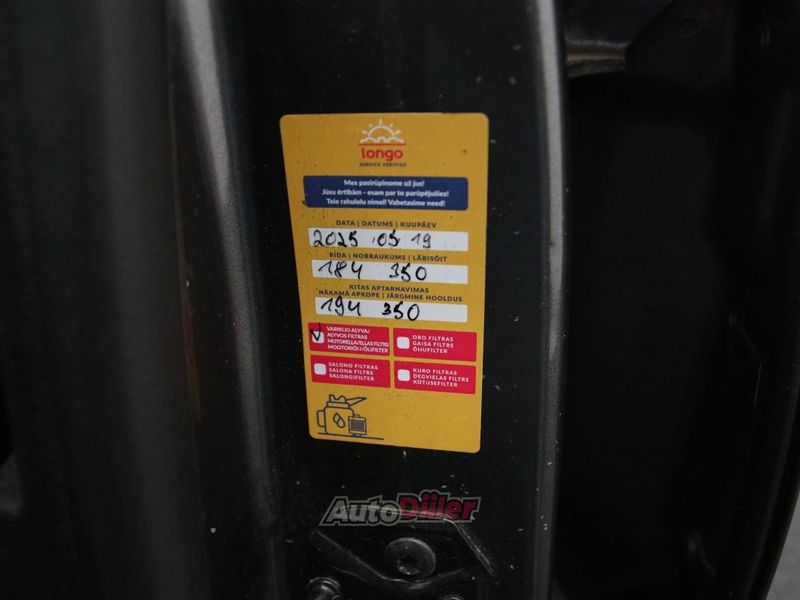 longo
SERVICE VERIFIED
Mes pasirūpinome už jus!
Jūsu ērtībām - esam par to parūpējušies!
Teie rahulolu nimel! Vahetasime need!
DATA | DATUMS | KUUPÄEV
2025 05 19
RIDA | NOBRAUKUMS | LÄBISÕIT
184 350
KITAS APTARNAVIMAS
NĀKAMĀ APKOPE | JÄRGMINE HOOLDUS
194 350
VARIKLIO ALYVA/
ALYVOS FILTRAS
MOTOREĻĻA/EĻĻAS FILTRS
MOOTORIÕLI/ÕLIFILTER
ORO FILTRAS
GAISA FILTRS
ÕHUFILTER
SALONO FILTRAS
SALONA FILTRS
SALONGIFILTER
KURO FILTRAS
DEGVIELAS FILTRS
KÜTUSEFILTER
AutoDiiler